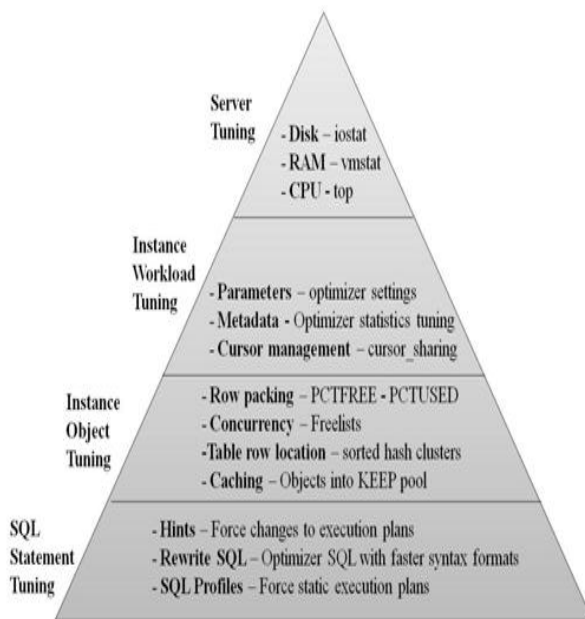 Server
Tuning
- Disk – iostat
- RAM – vmstat
- CPU - top
Instance
Workload
Tuning
- Parameters – optimizer settings
- Metadata - Optimizer statistics tuning
- Cursor management – cursor_sharing
Instance
Object
Tuning
- Row packing – PCTFREE - PCTUSED
- Concurrency – Freelists
-Table row location – sorted hash clusters
- Caching – Objects into KEEP pool
SQL
Statement
Tuning
- Hints – Force changes to execution plans
- Rewrite SQL – Optimizer SQL with faster syntax formats
- SQL Profiles – Force static execution plans